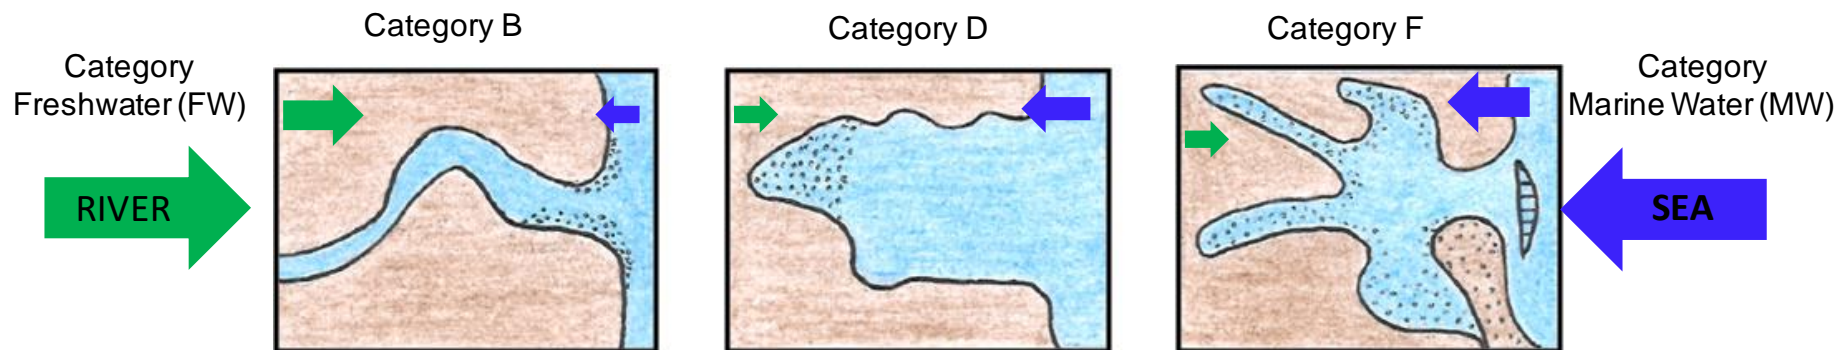 Category B
Category D
Category F
Category
Freshwater (FW)
Category
Marine Water (MW)
RIVER
SEA